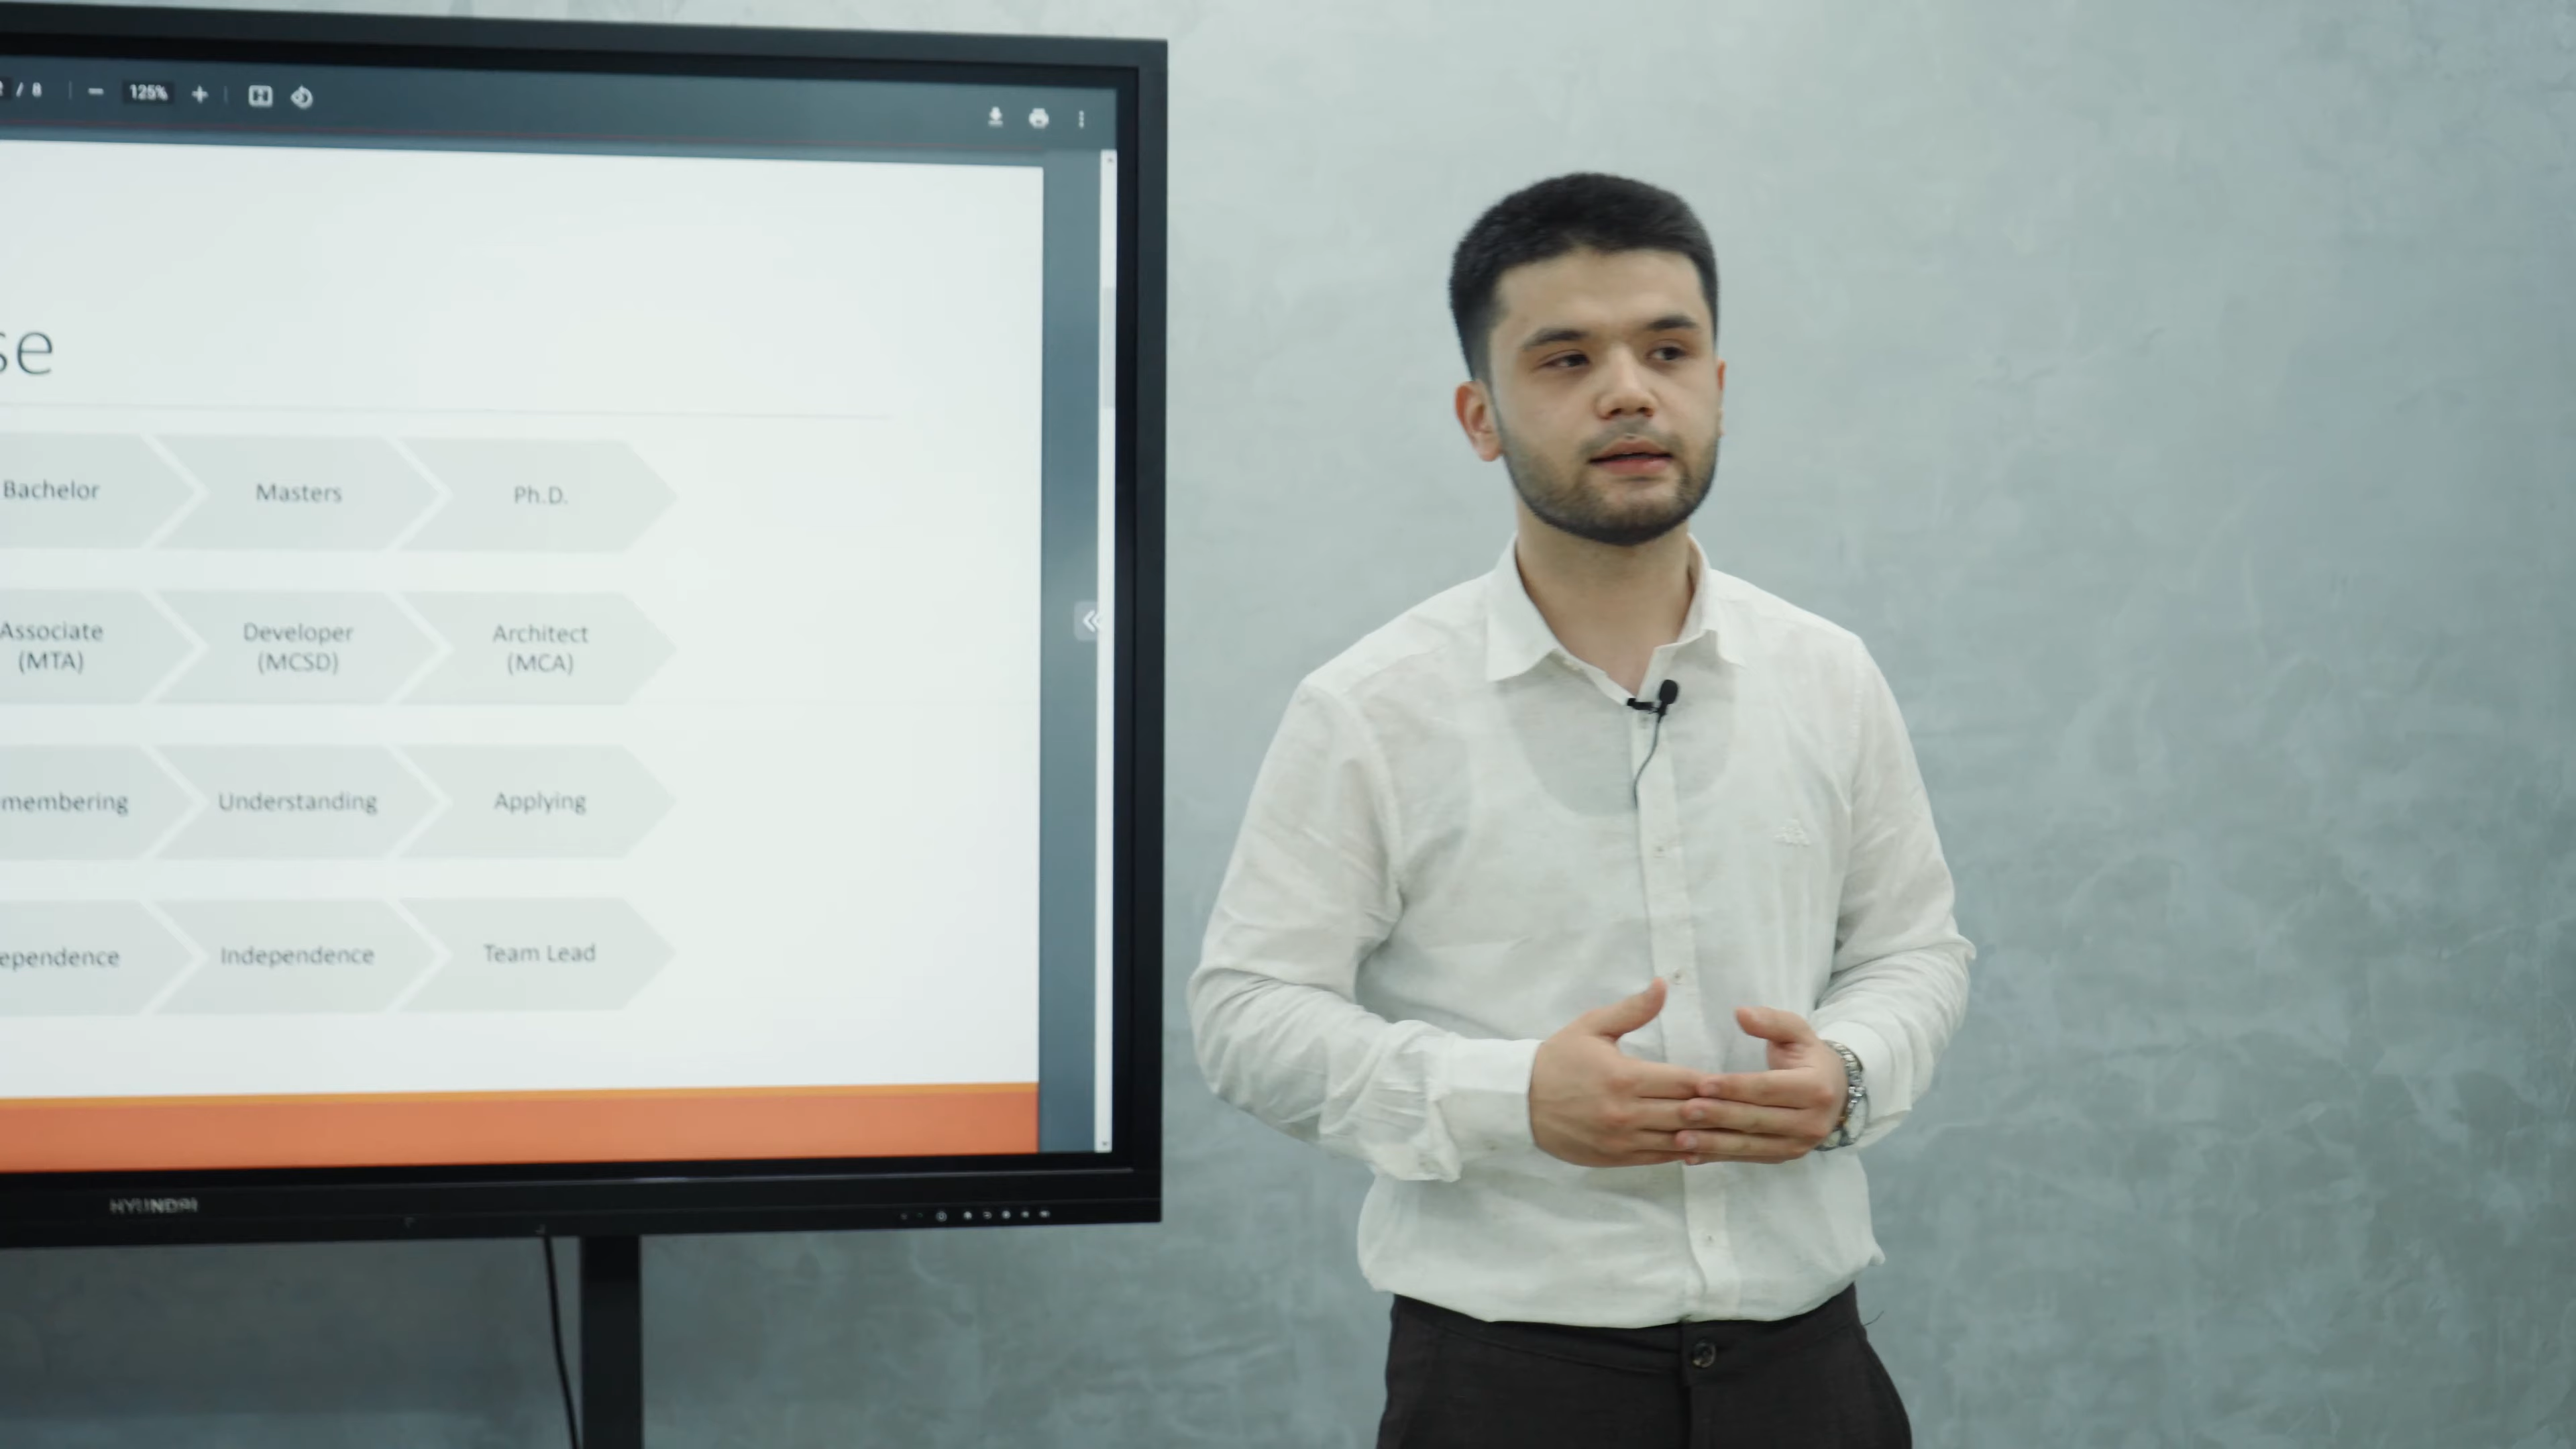 / 8
125%
se
Bachelor
Masters
Ph.D.
Associate
(MTA)
Developer
(MCSD)
Architect
(MCA)
membering
Understanding
Applying
ependence
Independence
Team Lead
HYUNDAI